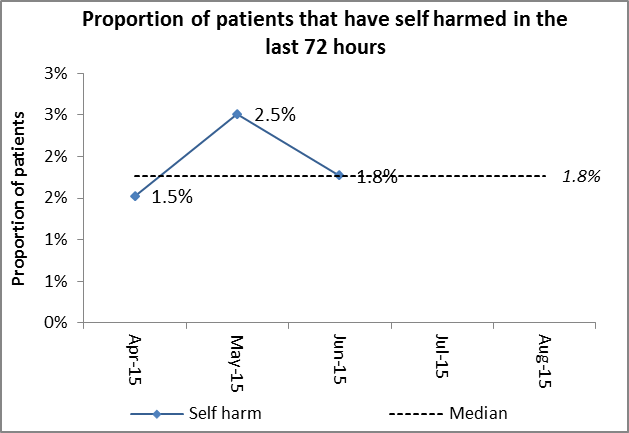 Proportion of patients that have self harmed in the
last 72 hours
Proportion of patients
3%
3%
2%
2%
1%
1%
0%
2.5%
1.8%
1.8%
1.5%
Apr-15
May-15
Jun-15
Jul-15
Aug-15
Self harm
Median